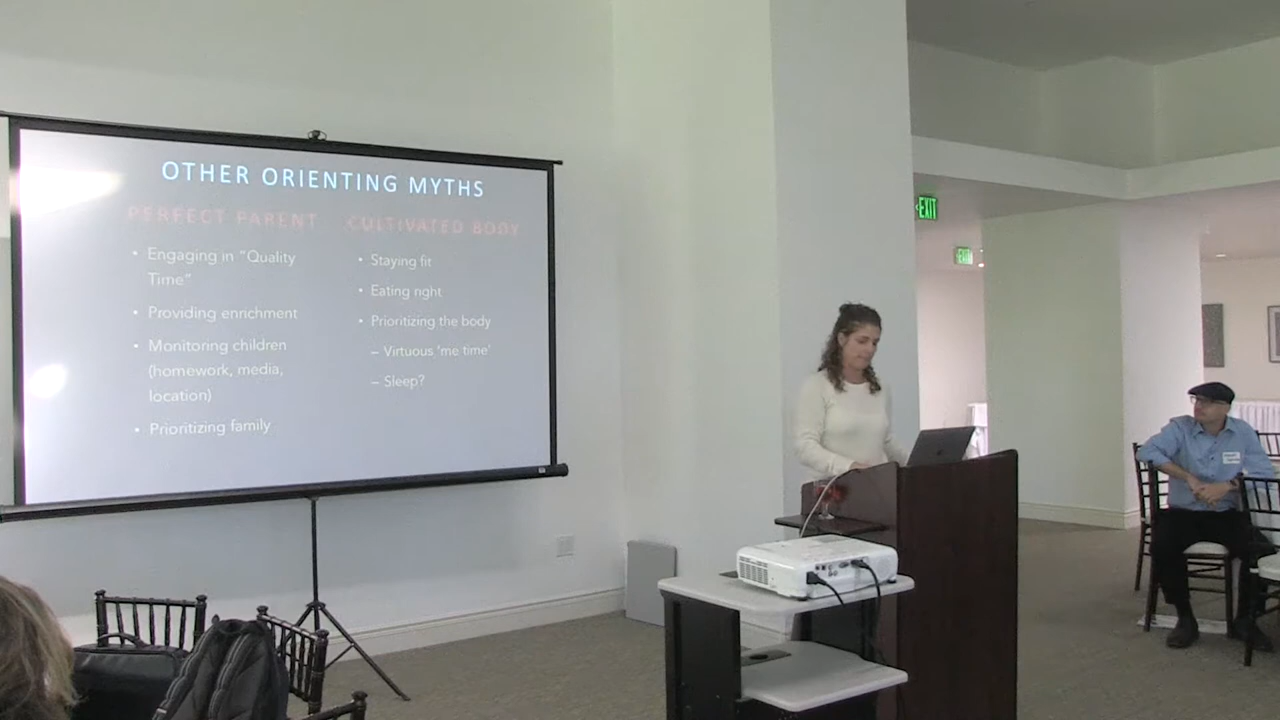 OTHER ORIENTING MYTHS
PERFECT PARENT
• Engaging in “Quality
Time”
• Providing enrichment
• Monitoring children
(homework, media,
location)
• Prioritizing family
CULTIVATED BODY
• Staying fit
• Eating right
• Prioritizing the body
– Virtuous ‘me time’
– Sleep?
EXIT
EXIT